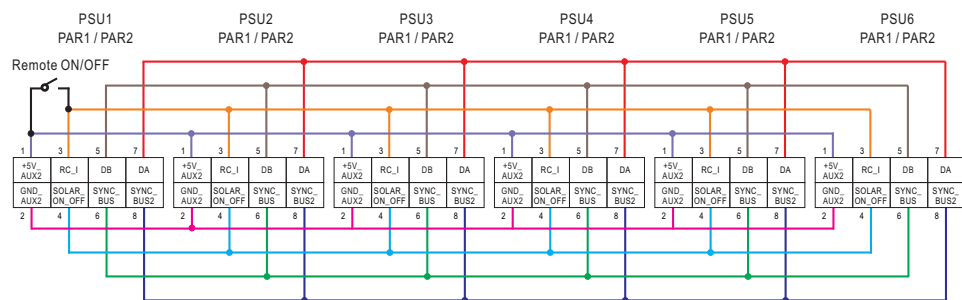 PSU1 PSU2 PSU3 PSU4 PSU5 PSU6
PAR1 / PAR2 PAR1 / PAR2 PAR1 / PAR2 PAR1 / PAR2 PAR1 / PAR2 PAR1 / PAR2
Remote ON/OFF
1 3 5 7 1 3 5 7 1 3 5 7 1 3 5 7 1 3 5 7 1 3 5 7
+5V_ AUX2 RC_I DB DA +5V_ AUX2 RC_I DB DA +5V_ AUX2 RC_I DB DA +5V_ AUX2 RC_I DB DA +5V_ AUX2 RC_I DB DA +5V_ AUX2 RC_I DB DA
GND_ AUX2 SOLAR_ ON_OFF SYNC_ BUS SYNC_ BUS2 GND_ AUX2 SOLAR_ ON_OFF SYNC_ BUS SYNC_ BUS2 GND_ AUX2 SOLAR_ ON_OFF SYNC_ BUS SYNC_ BUS2 GND_ AUX2 SOLAR_ ON_OFF SYNC_ BUS SYNC_ BUS2 GND_ AUX2 SOLAR_ ON_OFF SYNC_ BUS SYNC_ BUS2 GND_ AUX2 SOLAR_ ON_OFF SYNC_ BUS SYNC_ BUS2
2 4 6 8 2 4 6 8 2 4 6 8 2 4 6 8 2 4 6 8 2 4 6 8